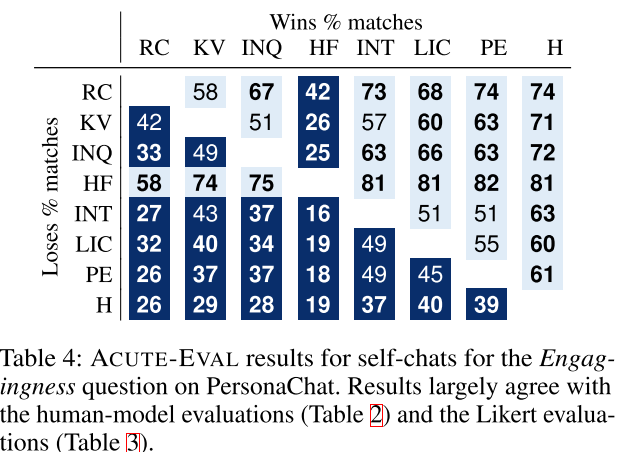 Wins % matches
RC KV INQ HF INT LIC PE H
Loses % matches
RC 58 67 42 73 68 74 74
KV 42 51 26 57 60 63 71
INQ 33 49 25 63 66 63 72
HF 58 74 75 81 81 82 81
INT 27 43 37 16 51 51 63
LIC 32 40 34 19 49 55 60
PE 26 37 37 18 49 45 61
H 26 29 28 19 37 40 39
Table 4: ACUTE-EVAL results for self-chats for the Engag-
ingness question on PersonaChat. Results largely agree with
the human-model evaluations (Table 2) and the Likert evalua-
tions (Table 3).